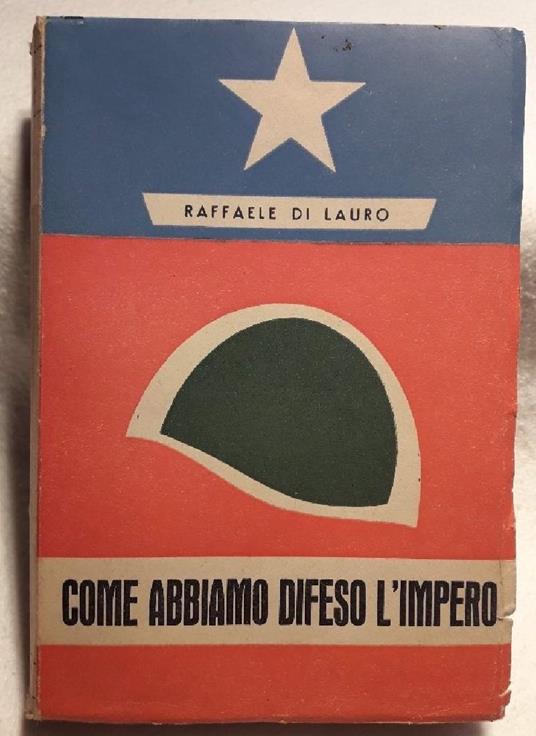 RAFFAELE DI LAURO
COME ABBIAMO DIFESO L'IMPERO